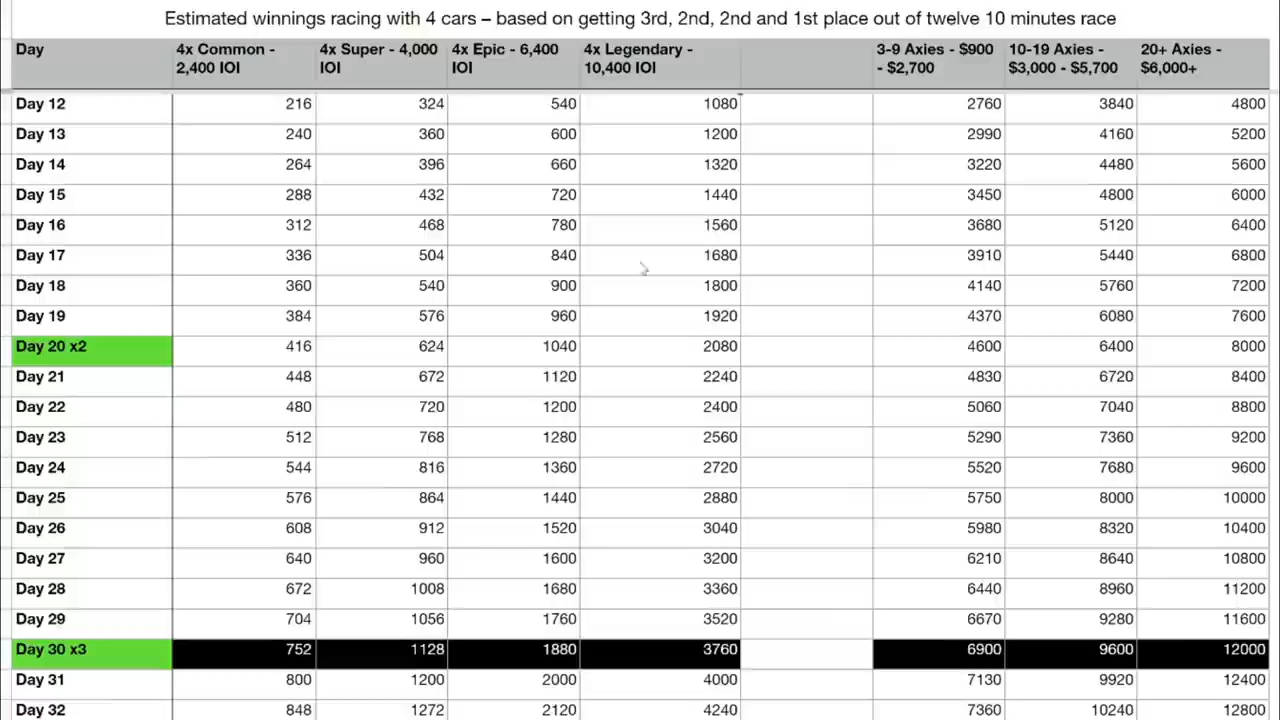 Estimated winnings racing with 4 cars – based on getting 3rd, 2nd, 2nd and 1st place out of twelve 10 minutes race
Day 4x Common - 2,400 IOI 4x Super - 4,000 IOI 4x Epic - 6,400 IOI 4x Legendary - 10,400 IOI 3-9 Axies - $900 - $2,700 10-19 Axies - $3,000 - $5,700 20+ Axies - $6,000+
Day 12 216 324 540 1080 2760 3840 4800
Day 13 240 360 600 1200 2990 4160 5200
Day 14 264 396 660 1320 3220 4480 5600
Day 15 288 432 720 1440 3450 4800 6000
Day 16 312 468 780 1560 3680 5120 6400
Day 17 336 504 840 1680 3910 5440 6800
Day 18 360 540 900 1800 4140 5760 7200
Day 19 384 576 960 1920 4370 6080 7600
Day 20 x2 416 624 1040 2080 4600 6400 8000
Day 21 448 672 1120 2240 4830 6720 8400
Day 22 480 720 1200 2400 5060 7040 8800
Day 23 512 768 1280 2560 5290 7360 9200
Day 24 544 816 1360 2720 5520 7680 9600
Day 25 576 864 1440 2880 5750 8000 10000
Day 26 608 912 1520 3040 5980 8320 10400
Day 27 640 960 1600 3200 6210 8640 10800
Day 28 672 1008 1680 3360 6440 8960 11200
Day 29 704 1056 1760 3520 6670 9280 11600
Day 30 x3 752 1128 1880 3760 6900 9600 12000
Day 31 800 1200 2000 4000 7130 9920 12400
Day 32 848 1272 2120 4240 7360 10240 12800